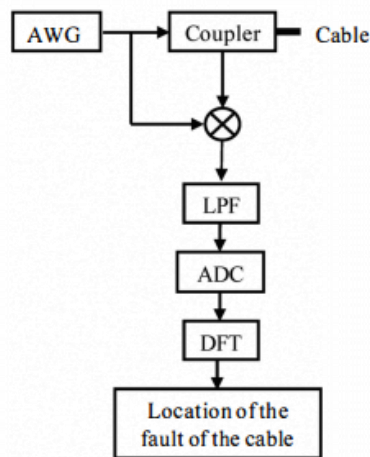 AWG
Coupler
Cable
LPF
ADC
DFT
Location of the
fault of the cable